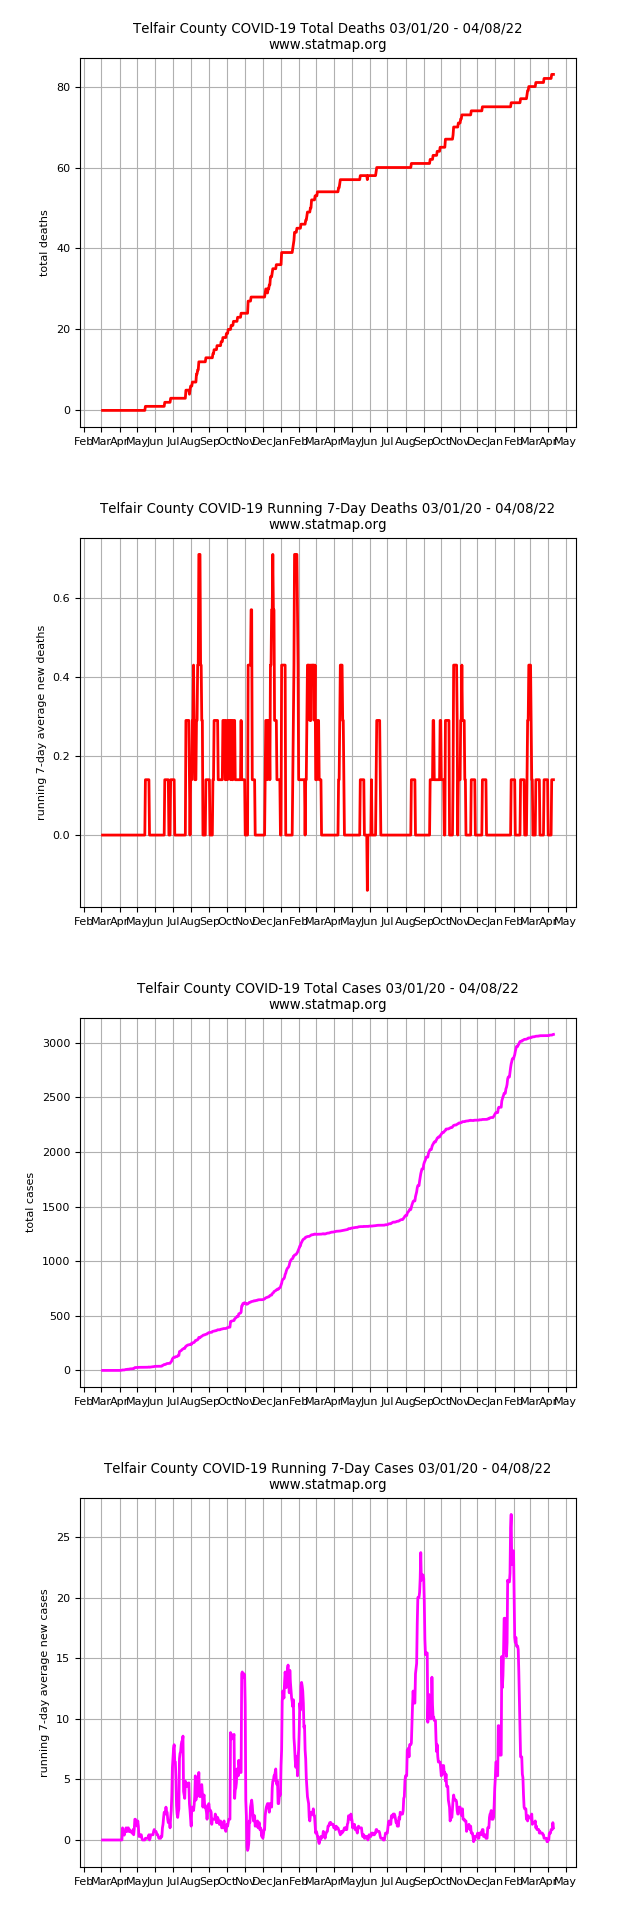 Telfair County COVID-19 Total Deaths 03/01/20 - 04/08/22
www.statmap.org
80
60
40
20
0
total deaths
Feb Mar Apr May Jun Jul Aug Sep Oct Nov Dec Jan Feb Mar Apr May Jun Jul Aug Sep Oct Nov Dec Jan Feb Mar Apr May
Telfair County COVID-19 Running 7-Day Deaths 03/01/20 - 04/08/22
www.statmap.org
0.6
0.4
0.2
0.0
running 7-day average new deaths
Feb Mar Apr May Jun Jul Aug Sep Oct Nov Dec Jan Feb Mar Apr May Jun Jul Aug Sep Oct Nov Dec Jan Feb Mar Apr May
Telfair County COVID-19 Total Cases 03/01/20 - 04/08/22
www.statmap.org
3000
2500
2000
1500
1000
500
0
total cases
Feb Mar Apr May Jun Jul Aug Sep Oct Nov Dec Jan Feb Mar Apr May Jun Jul Aug Sep Oct Nov Dec Jan Feb Mar Apr May
Telfair County COVID-19 Running 7-Day Cases 03/01/20 - 04/08/22
www.statmap.org
25
20
15
10
5
0
running 7-day average new cases
Feb Mar Apr May Jun Jul Aug Sep Oct Nov Dec Jan Feb Mar Apr May Jun Jul Aug Sep Oct Nov Dec Jan Feb Mar Apr May